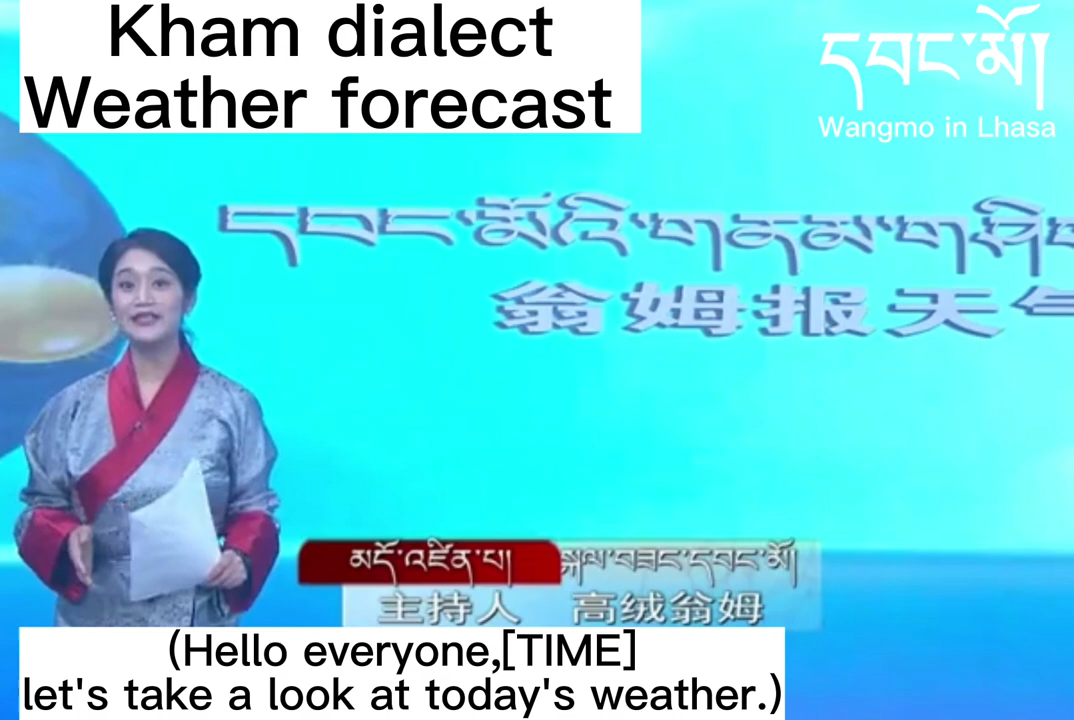 Kham dialect
Weather forecast
དབང་མོ།
Wangmo in Lhasa
དབང་མོའི་གནམ་གཤིས
翁姆报天气
མདོ་འཛིན་པ། སྐལ་བཟང་དབང་མོ།
主持人 高绒翁姆
(Hello everyone,[TIME]
let's take a look at today's weather.)